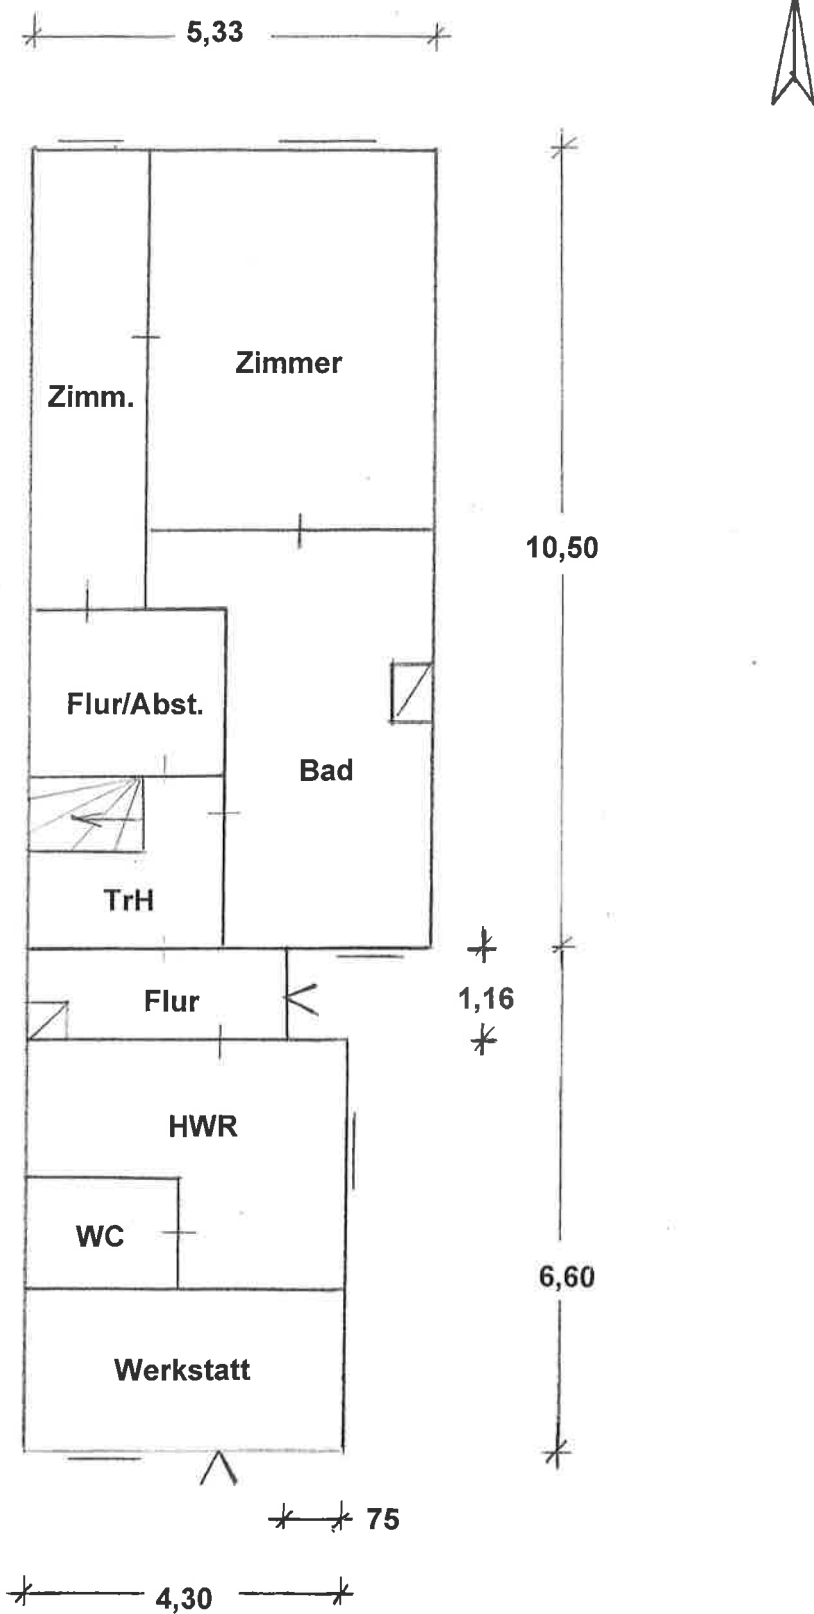 5,33
Zimmer
Zimm.
10,50
Flur/Abst.
Bad
TrH
Flur
1,16
HWR
WC
6,60
Werkstatt
75
4,30